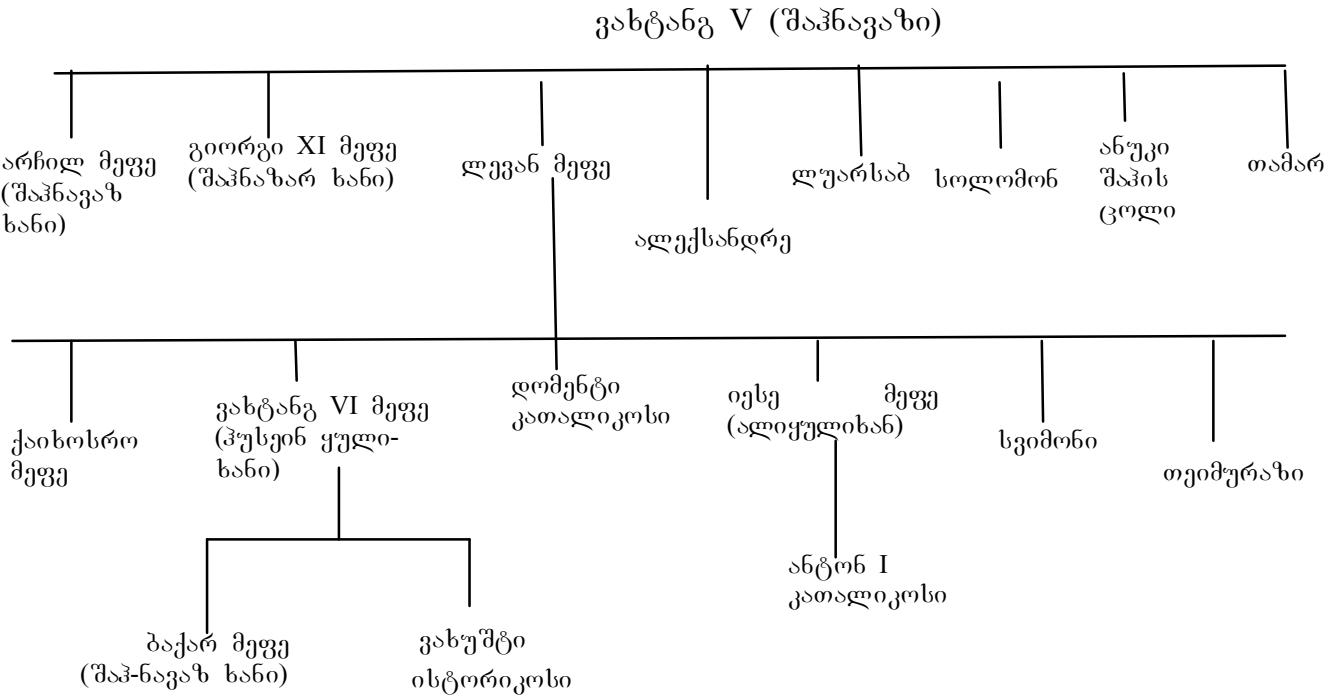 ვახტანგ V (შაჰნავაზი)
არჩილ მეფე
(შაჰნავაზ
ხანი)
გიორგი XI მეფე
(შაჰნაზარ ხანი)
ლევან მეფე
ალექსანდრე
ლუარსაბ
სოლომონ
ანუკი
შაჰის
ცოლი
თამარ
ქაიხოსრო
მეფე
ვახტანგ VI მეფე
(ჰუსეინ ყული-
ხანი)
დომენტი
კათალიკოსი
იესე მეფე
(ალიყულიხან)
სვიმონი
თეიმურაზი
ბაქარ მეფე
(შაჰ-ნავაზ ხანი)
ვახუშტი
ისტორიკოსი
ანტონ I
კათალიკოსი